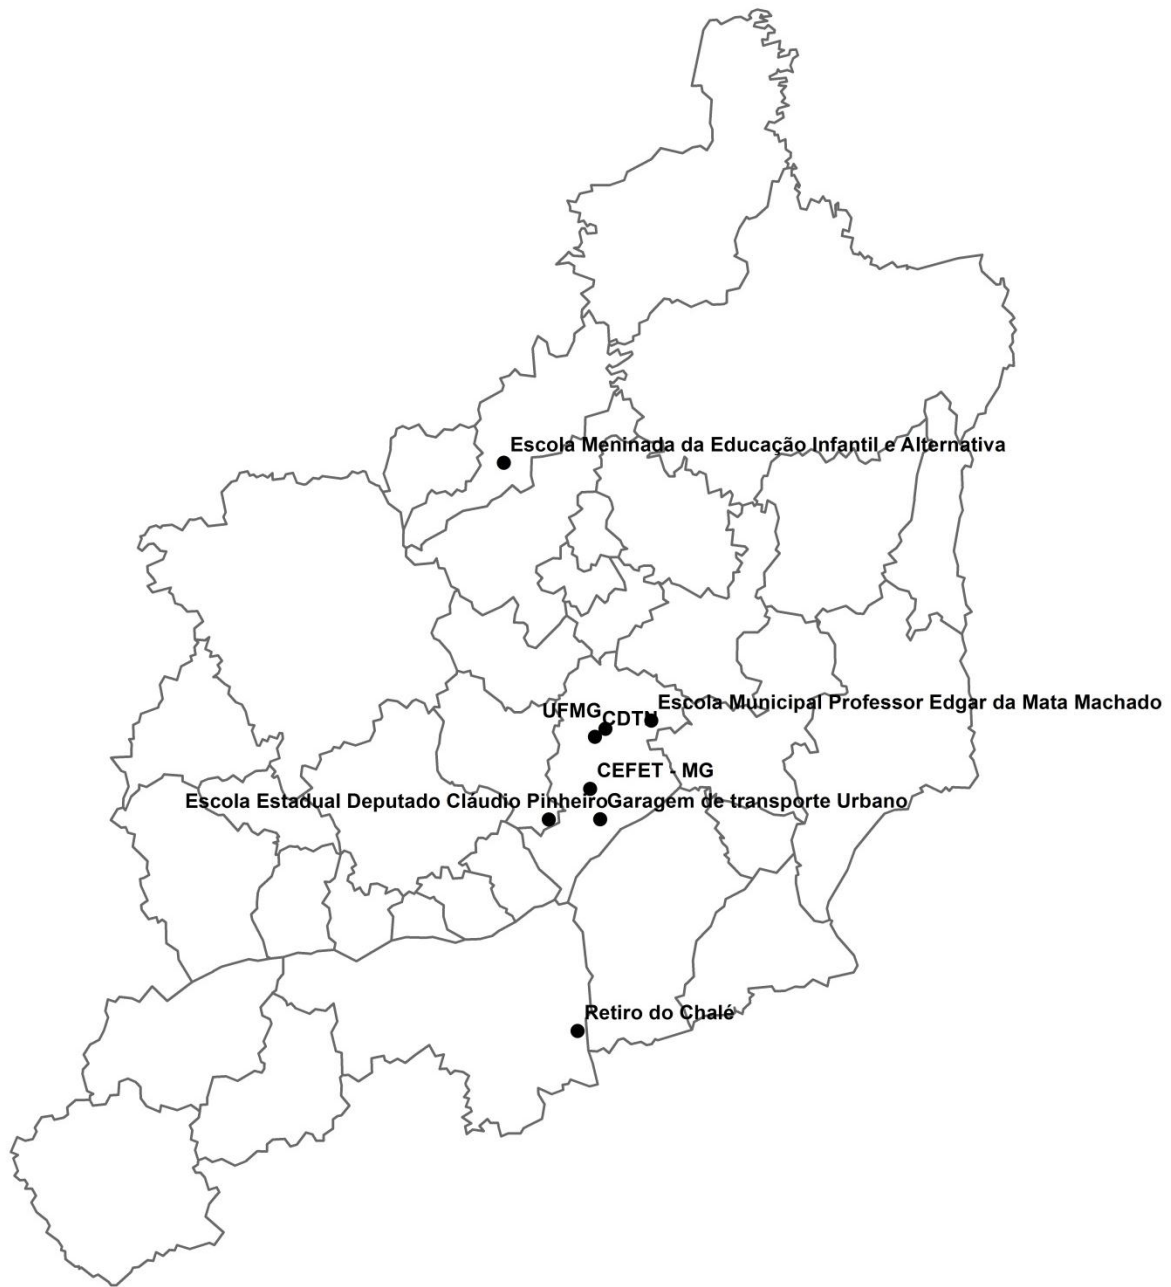 Escola Meninada da Educação Infantil e Alternativa
Escola Municipal Professor Edgar da Mata Machado
UFMG
CDTN
CEFET - MG
Escola Estadual Deputado Cláudio Pinheiro
Garagem de transporte Urbano
Retiro do Chalé